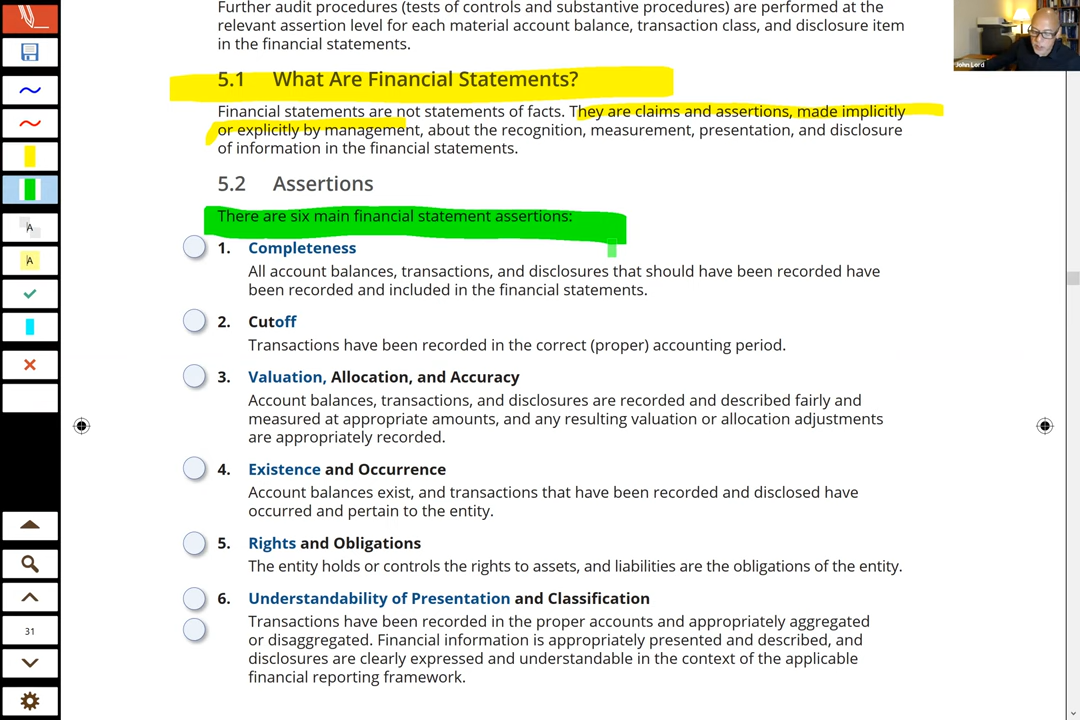 Further audit procedures (tests of controls and substantive procedures) are performed at the
relevant assertion level for each material account balance, transaction class, and disclosure item
in the financial statements.
John Lord
5.1 What Are Financial Statements?
Financial statements are not statements of facts. They are claims and assertions, made implicitly
or explicitly by management, about the recognition, measurement, presentation, and disclosure
of information in the financial statements.
5.2 Assertions
There are six main financial statement assertions:
1. Completeness
All account balances, transactions, and disclosures that should have been recorded have
been recorded and included in the financial statements.
2. Cutoff
Transactions have been recorded in the correct (proper) accounting period.
3. Valuation, Allocation, and Accuracy
Account balances, transactions, and disclosures are recorded and described fairly and
measured at appropriate amounts, and any resulting valuation or allocation adjustments
are appropriately recorded.
4. Existence and Occurrence
Account balances exist, and transactions that have been recorded and disclosed have
occurred and pertain to the entity.
5. Rights and Obligations
The entity holds or controls the rights to assets, and liabilities are the obligations of the entity.
6. Understandability of Presentation and Classification
Transactions have been recorded in the proper accounts and appropriately aggregated
or disaggregated. Financial information is appropriately presented and described, and
disclosures are clearly expressed and understandable in the context of the applicable
financial reporting framework.
A
A
31